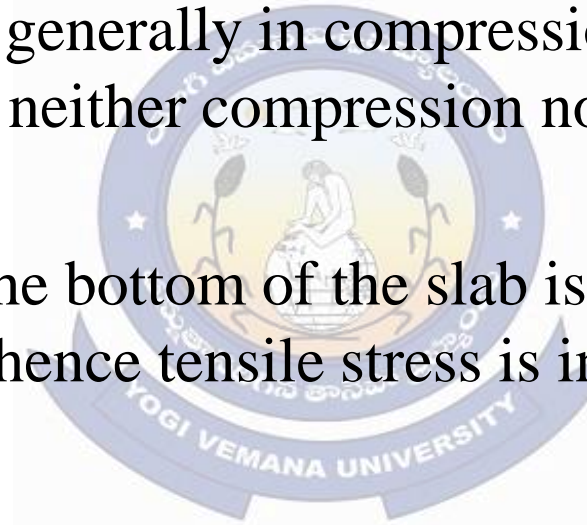 generally in compressio
neither compression no
ne bottom of the slab is
hence tensile stress is in
YOGI VEMANA UNIVERSITY